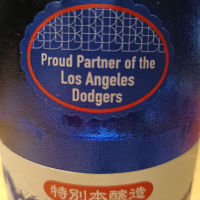 Proud Partner of the
Los Angeles
Dodgers
特別本醸造